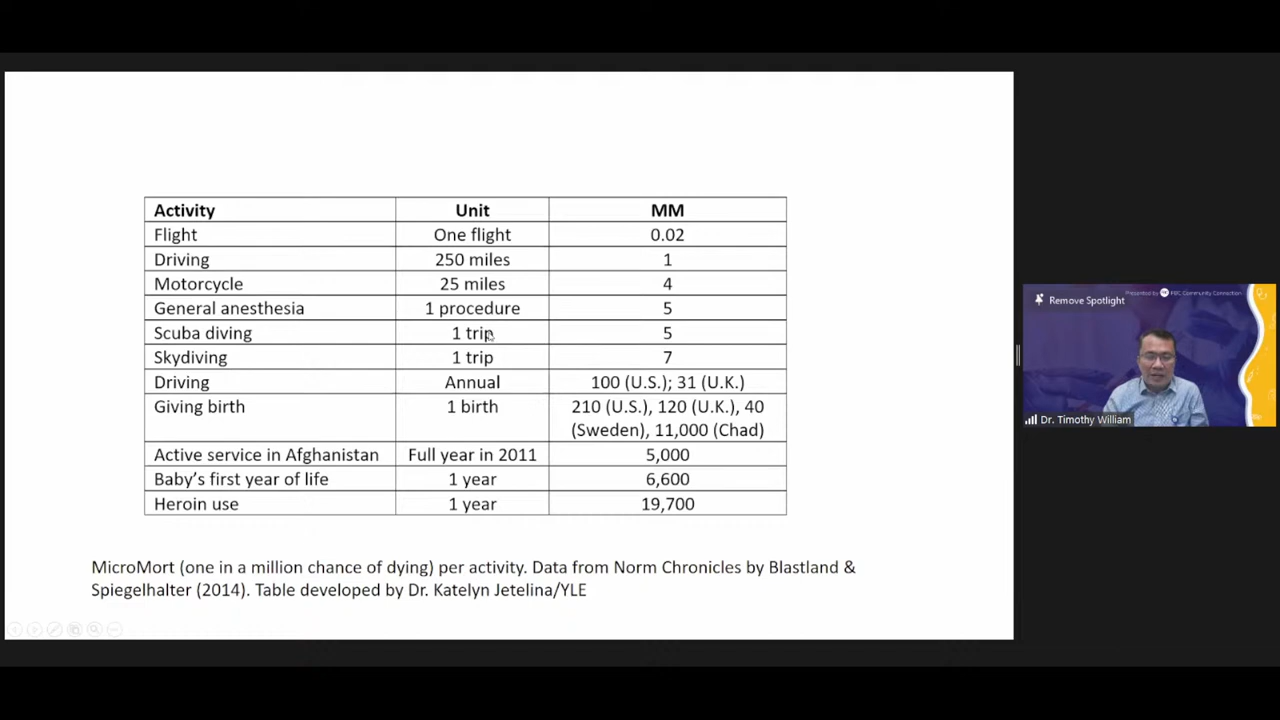 Activity Unit MM
Flight One flight 0.02
Driving 250 miles 1
Motorcycle 25 miles 4
General anesthesia 1 procedure 5
Scuba diving 1 trip 5
Skydiving 1 trip 7
Driving Annual 100 (U.S.); 31 (U.K.)
Giving birth 1 birth 210 (U.S.), 120 (U.K.), 40
(Sweden), 11,000 (Chad)
Active service in Afghanistan Full year in 2011 5,000
Baby’s first year of life 1 year 6,600
Heroin use 1 year 19,700
MicroMort (one in a million chance of dying) per activity. Data from Norm Chronicles by Blastland &
Spiegelhalter (2014). Table developed by Dr. Katelyn Jetelina/YLE
Presented by Community Connection
Remove Spotlight
Dr. Timothy William